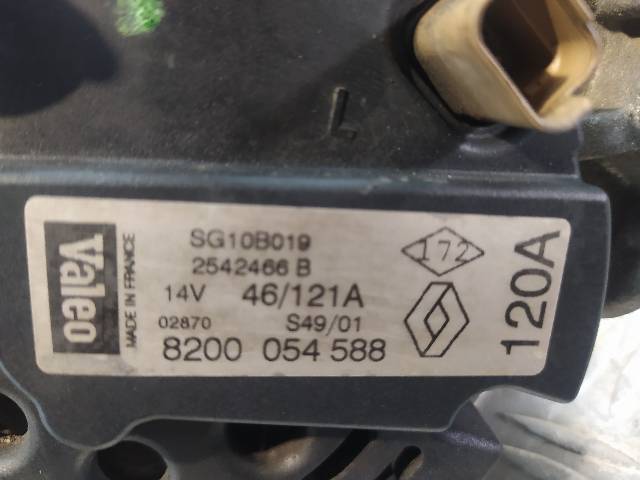 L
Valeo
MADE IN FRANCE
SG10B019
2542466 B
14V 46/121A
02870 S49/01
8200 054 588
172
120A